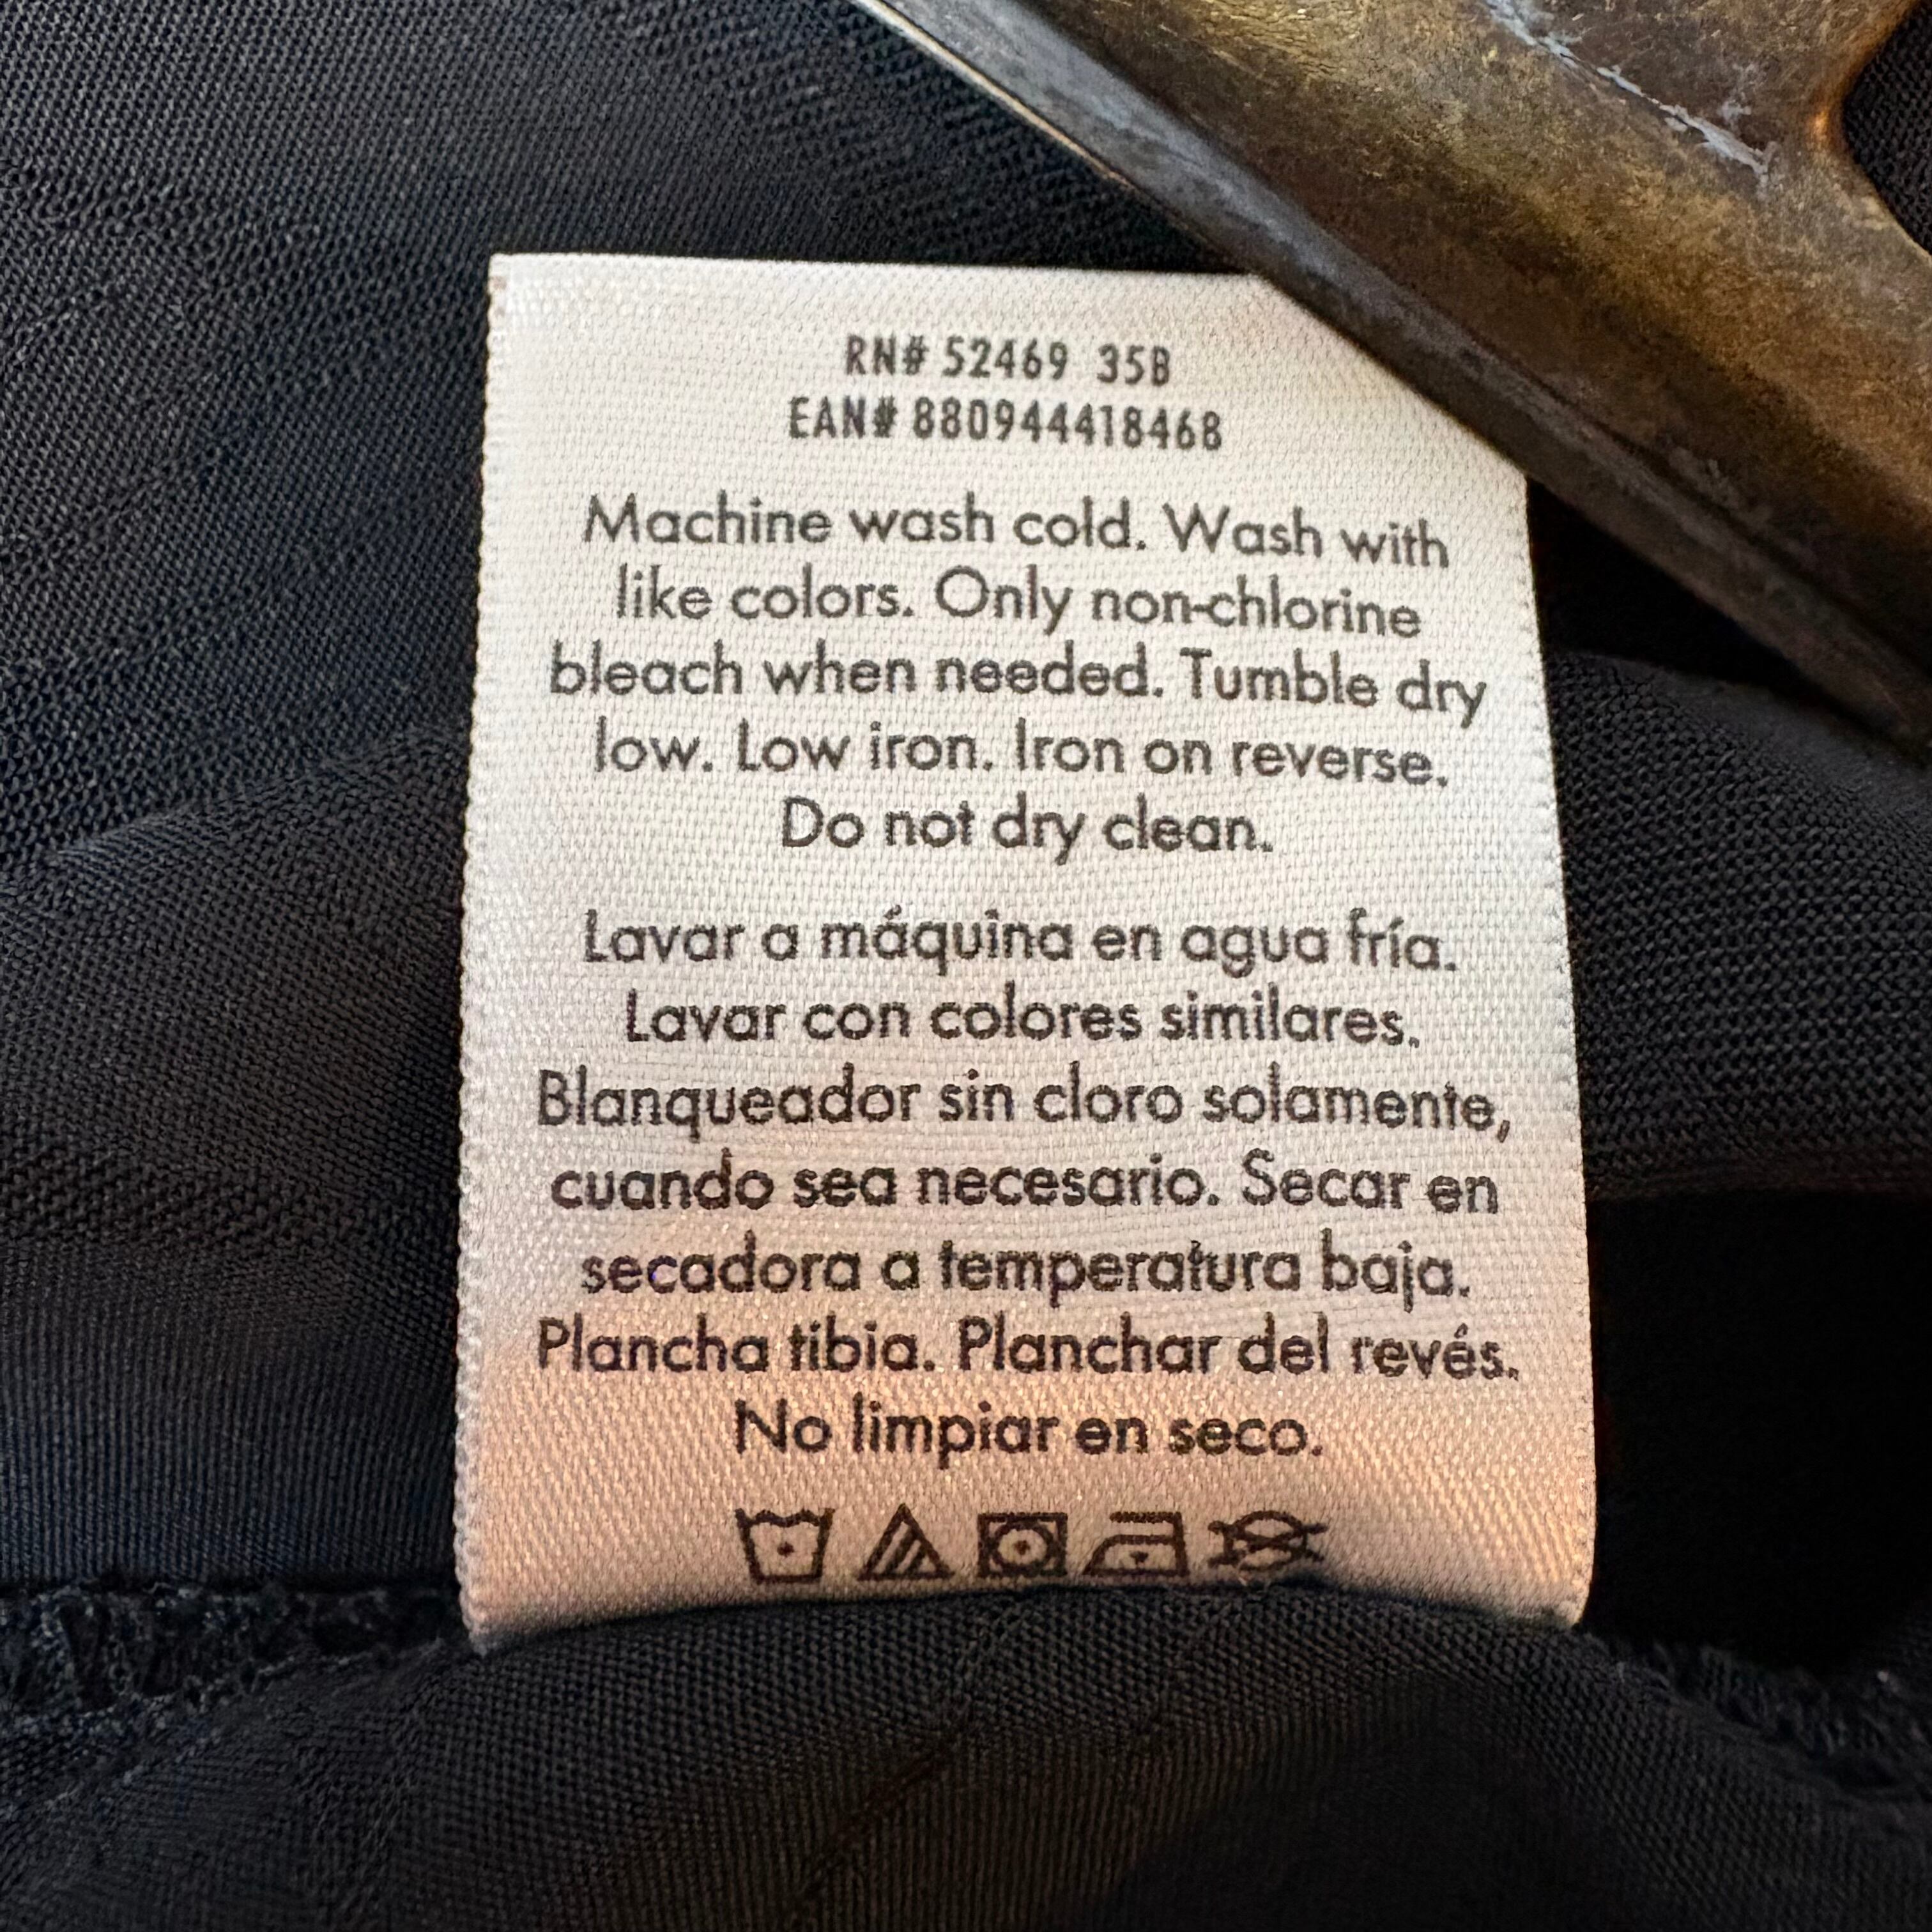 RN# 52469 35B
EAN# 880944418468
Machine wash cold. Wash with
like colors. Only non-chlorine
bleach when needed. Tumble dry
low. Low iron. Iron on reverse.
Do not dry clean.
Lavar a máquina en agua fría.
Lavar con colores similares.
Blanqueador sin cloro solamente,
cuando sea necesario. Secar en
secadora a temperatura baja.
Plancha tibia. Planchar del revés.
No limpiar en seco.